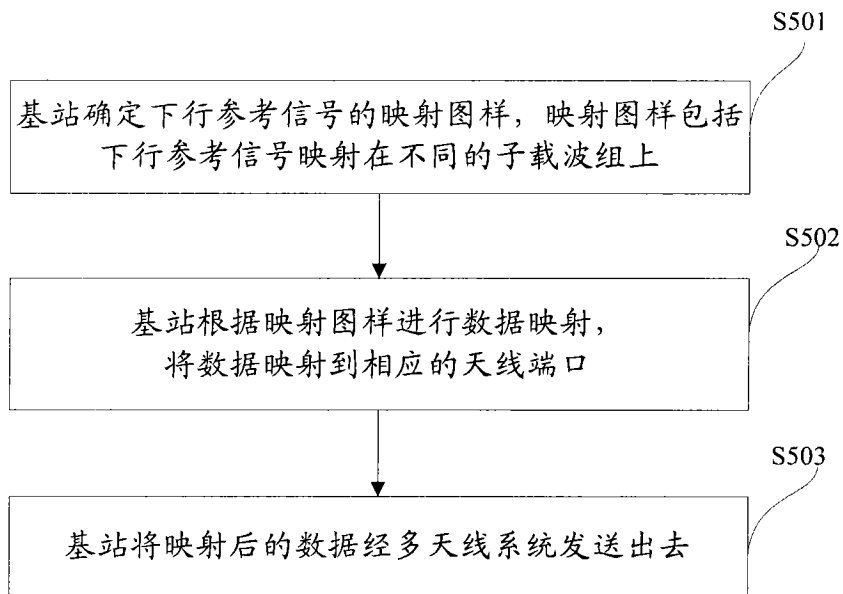 S501
基站确定下行参考信号的映射图样，映射图样包括
下行参考信号映射在不同的子载波组上
S502
基站根据映射图样进行数据映射，
将数据映射到相应的天线端口
S503
基站将映射后的数据经多天线系统发送出去